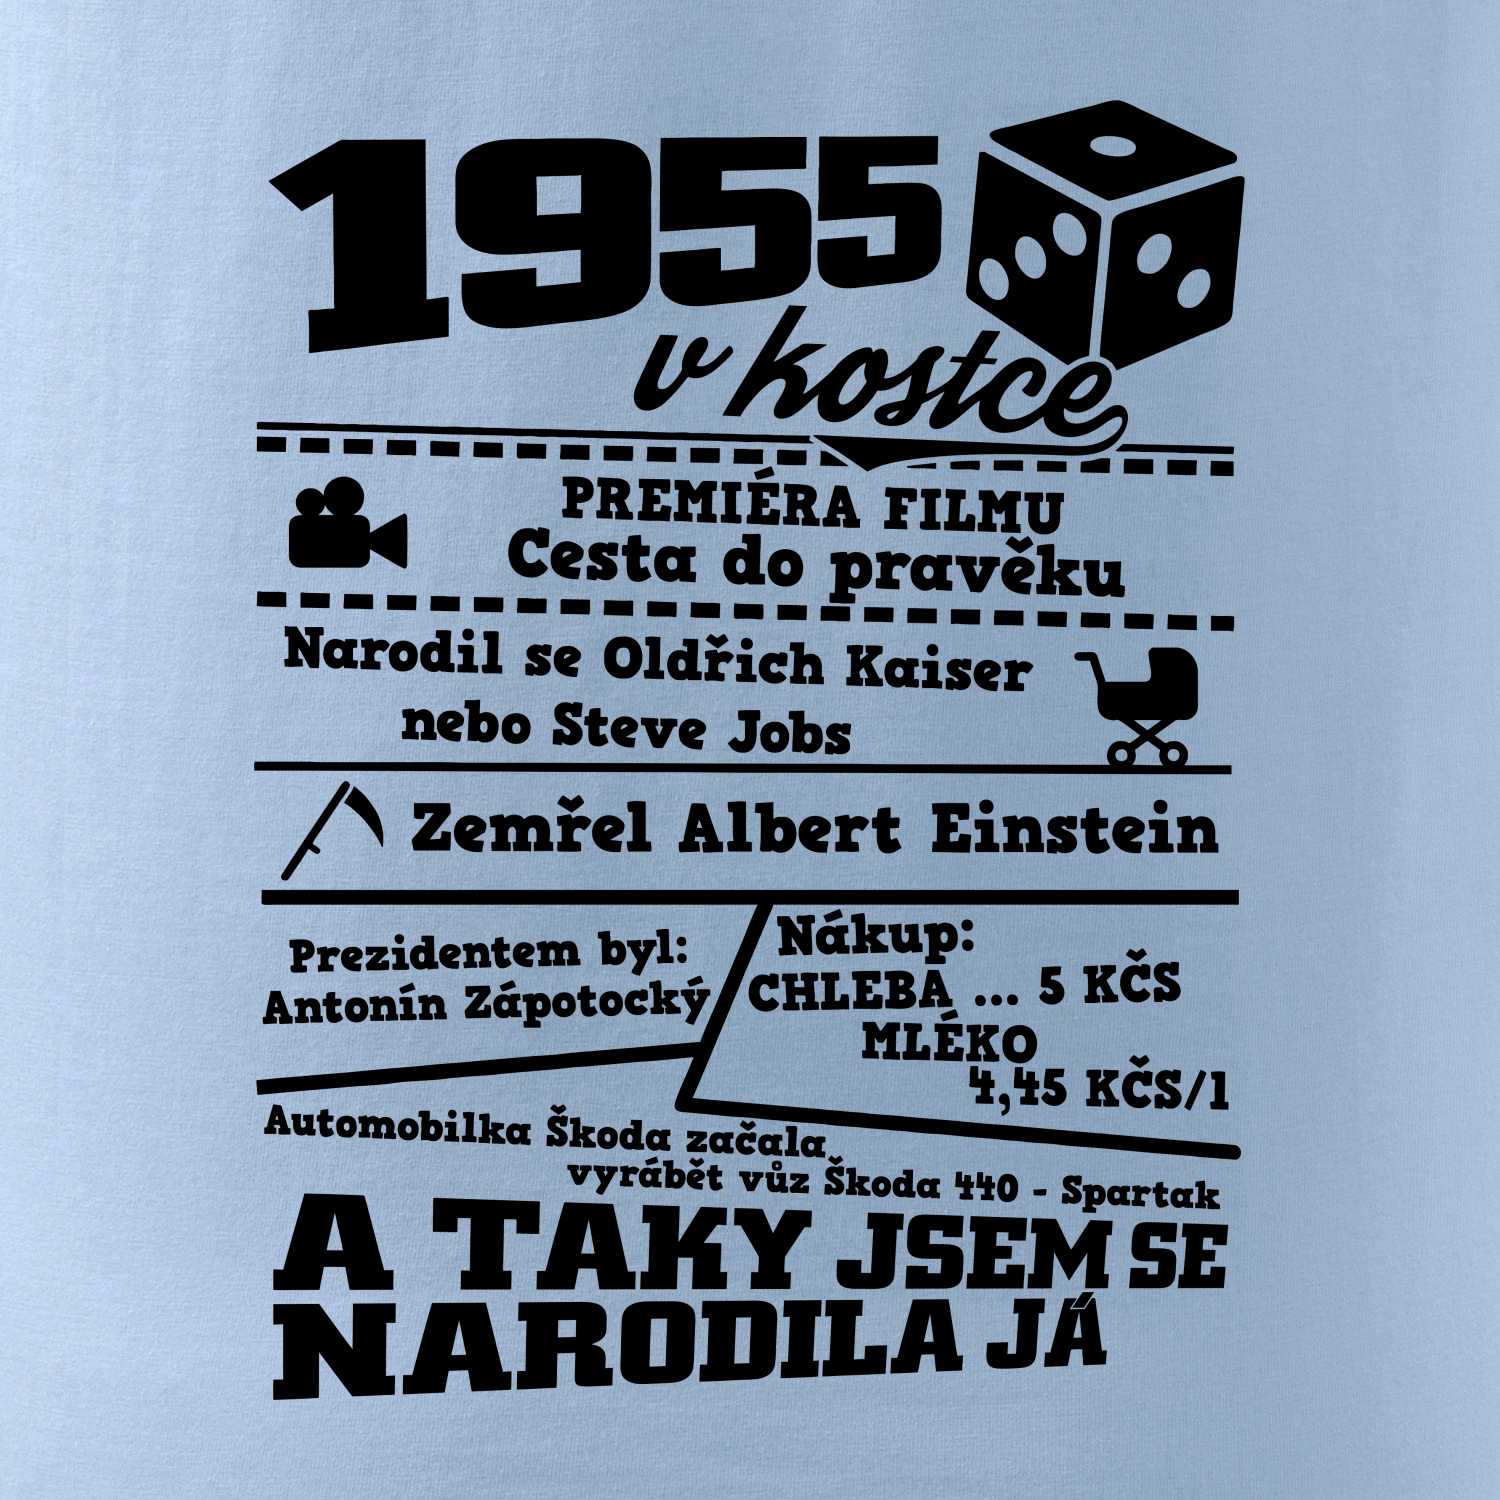 1955
v kostce
PREMIÉRA FILMU
Cesta do pravěku
Narodil se Oldřich Kaiser
nebo Steve Jobs
Zemřel Albert Einstein
Prezidentem byl:
Antonín Zápotocký
Nákup:
CHLEBA ... 5 KČS
MLÉKO
4,45 KČS/l
Automobilka Škoda začala
vyrábět vůz Škoda 440 - Spartak
A TAKY JSEM SE
NARODILA JÁ